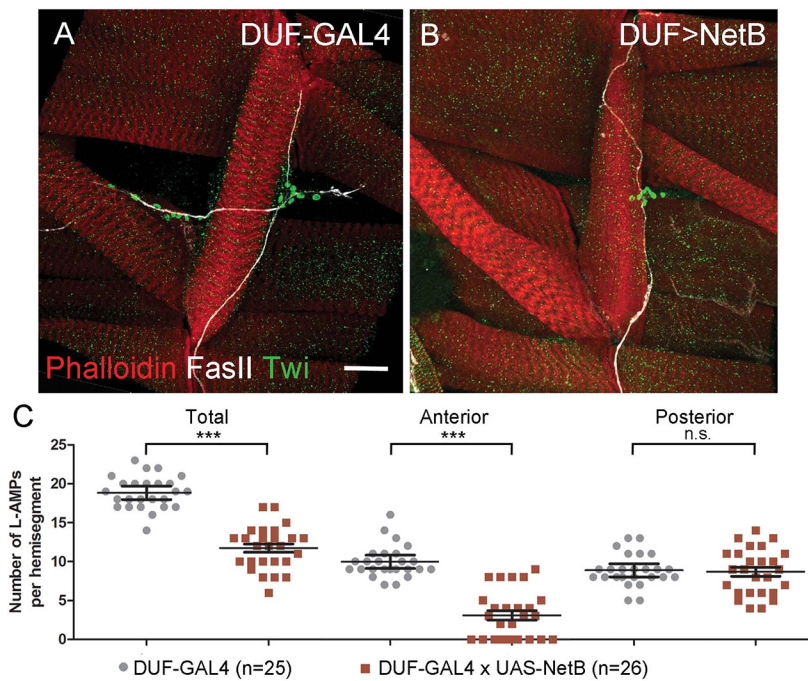 A DUF-GAL4
B DUF>NetB
Phalloidin FasII Twi
C
Total Anterior Posterior
*** *** n.s.
Number of L-AMPs
per hemisegment
25
20
15
10
5
0
DUF-GAL4 (n=25) DUF-GAL4 x UAS-NetB (n=26)